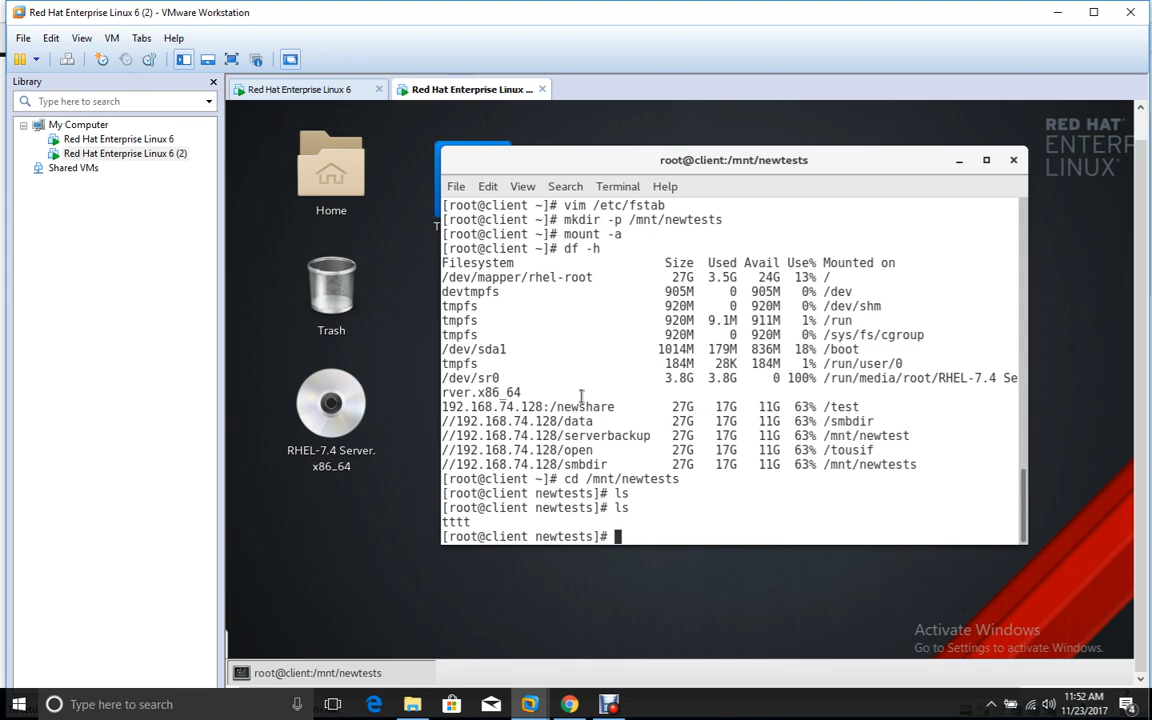 Red Hat Enterprise Linux 6 (2) - VMware Workstation
File Edit View VM Tabs Help
Library
Type here to search
My Computer
Red Hat Enterprise Linux 6
Red Hat Enterprise Linux 6 (2)
Shared VMs
Red Hat Enterprise Linux 6
Red Hat Enterprise Linux ...
RED HAT
ENTERPR
LINUX
Home
Trash
RHEL-7.4 Server.
x86_64
root@client:/mnt/newtests
File Edit View Search Terminal Help
[root@client ~]# vim /etc/fstab
[root@client ~]# mkdir -p /mnt/newtests
[root@client ~]# mount -a
[root@client ~]# df -h
Filesystem Size Used Avail Use% Mounted on
/dev/mapper/rhel-root 27G 3.5G 24G 13% /
devtmpfs 905M 0 905M 0% /dev
tmpfs 920M 0 920M 0% /dev/shm
tmpfs 920M 9.1M 911M 1% /run
tmpfs 920M 0 920M 0% /sys/fs/cgroup
/dev/sda1 1014M 179M 836M 18% /boot
tmpfs 184M 28K 184M 1% /run/user/0
/dev/sr0 3.8G 3.8G 0 100% /run/media/root/RHEL-7.4 Se
rver.x86_64
192.168.74.128:/newshare 27G 17G 11G 63% /test
//192.168.74.128/data 27G 17G 11G 63% /smbdir
//192.168.74.128/serverbackup 27G 17G 11G 63% /mnt/newtest
//192.168.74.128/open 27G 17G 11G 63% /tousif
//192.168.74.128/smbdir 27G 17G 11G 63% /mnt/newtests
[root@client ~]# cd /mnt/newtests
[root@client newtests]# ls
[root@client newtests]# ls
tttt
[root@client newtests]#
Activate Windows
Go to Settings to activate Windows.
root@client:/mnt/newtests
Type here to search
11:52 AM
11/23/2017
4